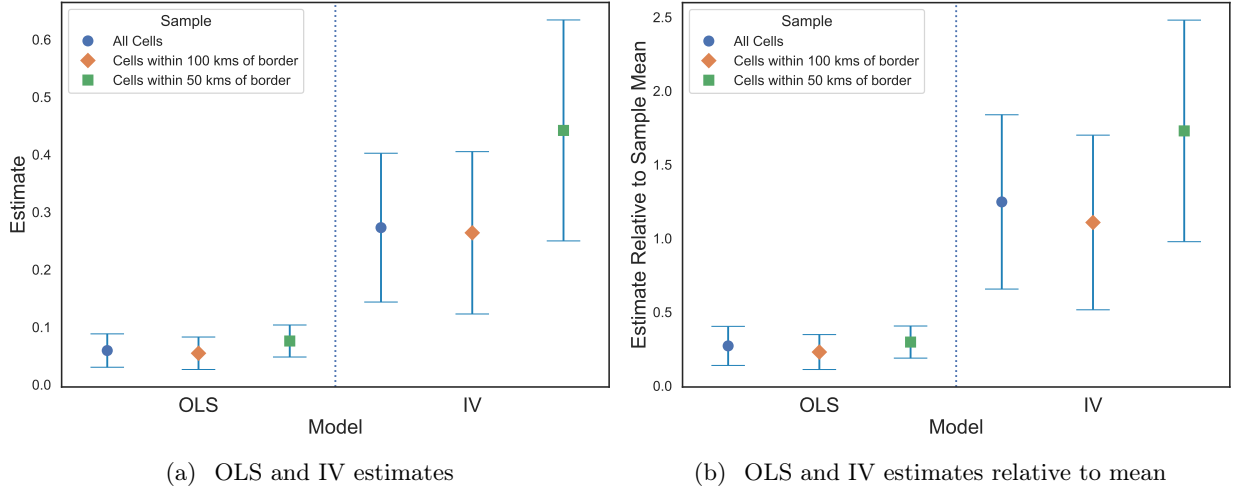 Sample
All Cells
Cells within 100 kms of border
Cells within 50 kms of border
0.6
0.5
0.4
0.3
0.2
0.1
0.0
Estimate
OLS
IV
Model
(a) OLS and IV estimates
Sample
All Cells
Cells within 100 kms of border
Cells within 50 kms of border
2.5
2.0
1.5
1.0
0.5
0.0
Estimate Relative to Sample Mean
OLS
IV
Model
(b) OLS and IV estimates relative to mean